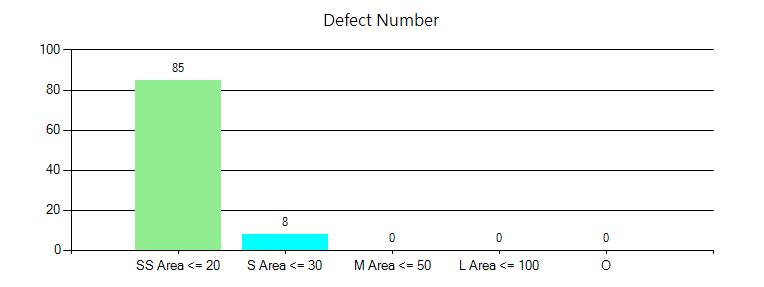 Defect Number
100
85
80
60
40
20
8
0
0
0
0
SS Area <= 20
S Area <= 30
M Area <= 50
L Area <= 100
O